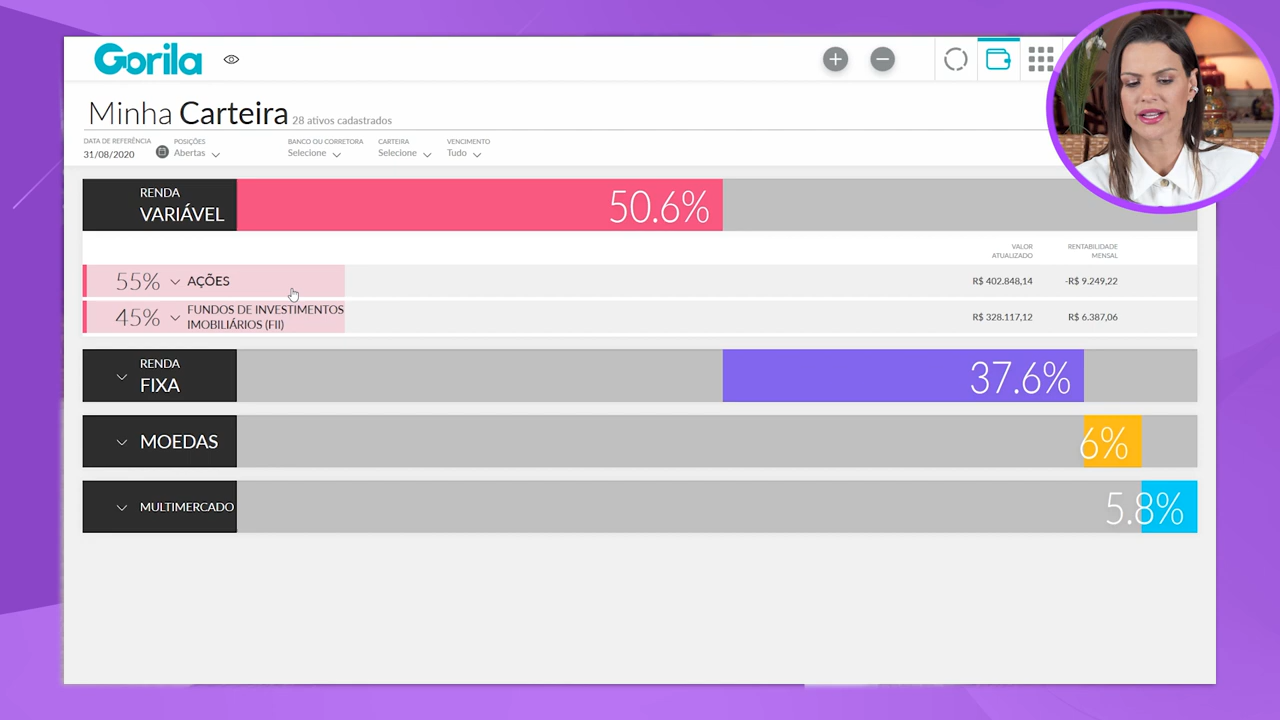 Gorila
Minha Carteira 28 ativos cadastrados
DATA DE REFERÊNCIA
31/08/2020
POSIÇÕES
Abertas
BANCO OU CORRETORA
Selecione
CARTEIRA
Selecione
VENCIMENTO
Tudo
RENDA
VARIÁVEL
50.6%
VALOR
ATUALIZADO
RENTABILIDADE
MENSAL
55% AÇÕES R$ 402.848,14 -R$ 9.249,22
45% FUNDOS DE INVESTIMENTOS
IMOBILIÁRIOS (FII) R$ 328.117,12 R$ 6.387,06
RENDA
FIXA
37.6%
MOEDAS 6%
MULTIMERCADO 5.8%